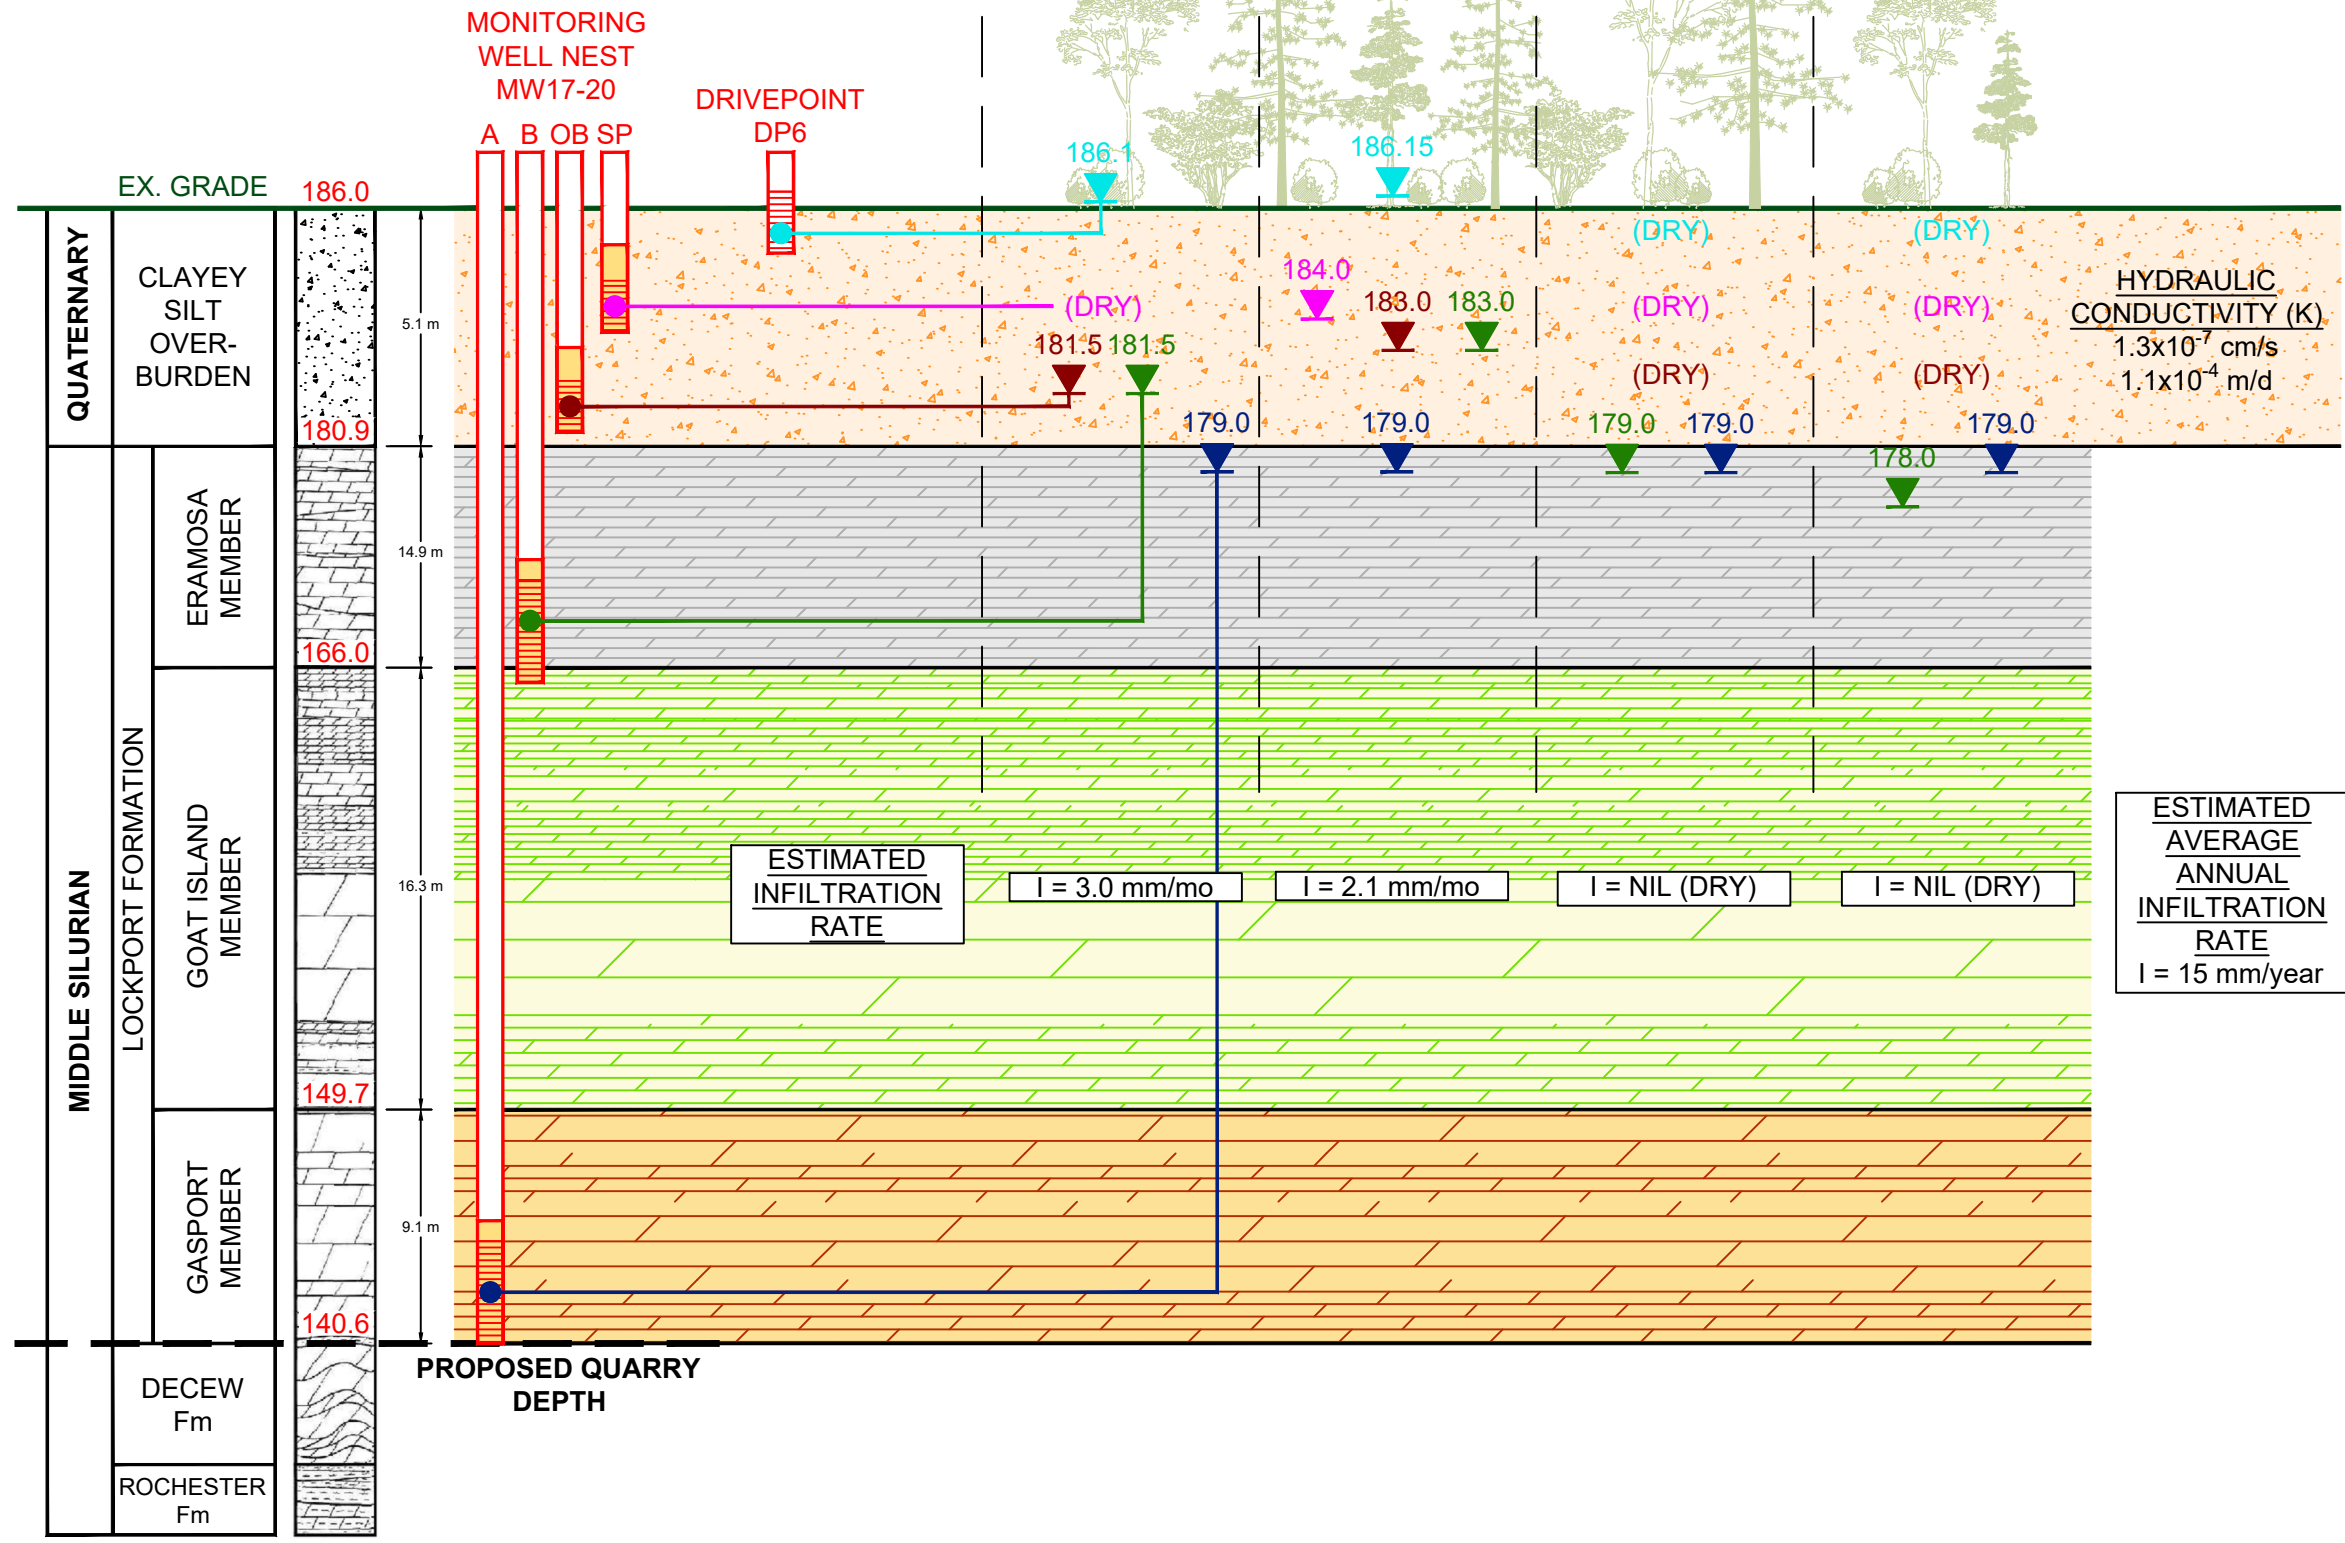 MONITORING
WELL NEST
MW17-20
A B OB SP
DRIVEPOINT
DP6
EX. GRADE
186.0
180.9
166.0
149.7
140.6
QUATERNARY
CLAYEY
SILT
OVER-
BURDEN
MIDDLE SILURIAN
LOCKPORT FORMATION
ERAMOSA
MEMBER
GOAT ISLAND
MEMBER
GASPORT
MEMBER
DECEW
Fm
ROCHESTER
Fm
5.1 m
14.9 m
16.3 m
9.1 m
PROPOSED QUARRY
DEPTH
186.1
(DRY)
181.5 181.5
179.0
186.15
184.0
183.0 183.0
179.0
(DRY)
(DRY)
(DRY)
179.0 179.0
(DRY)
(DRY)
(DRY)
178.0
179.0
HYDRAULIC
CONDUCTIVITY (K)
1.3x10⁻⁷ cm/s
1.1x10⁻⁴ m/d
ESTIMATED
INFILTRATION
RATE
I = 3.0 mm/mo
I = 2.1 mm/mo
I = NIL (DRY)
I = NIL (DRY)
ESTIMATED
AVERAGE
ANNUAL
INFILTRATION
RATE
I = 15 mm/year